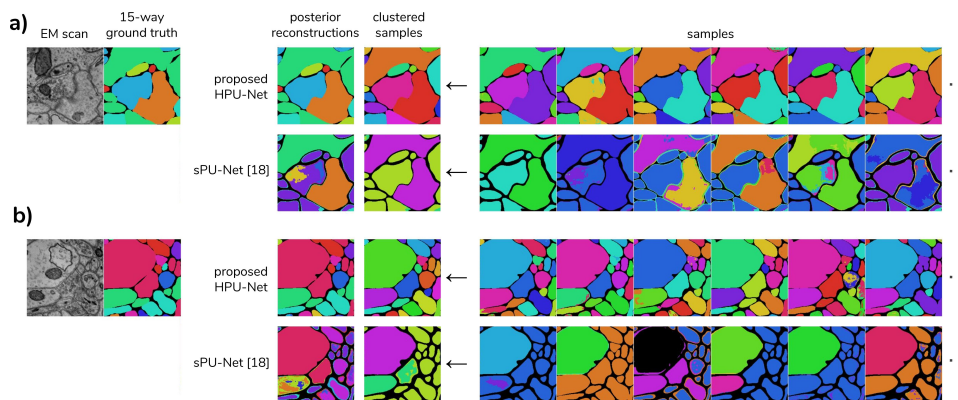 a)
EM scan
15-way
ground truth
posterior
reconstructions
clustered
samples
samples
proposed
HPU-Net
←
sPU-Net [18]
←
b)
proposed
HPU-Net
←
sPU-Net [18]
←